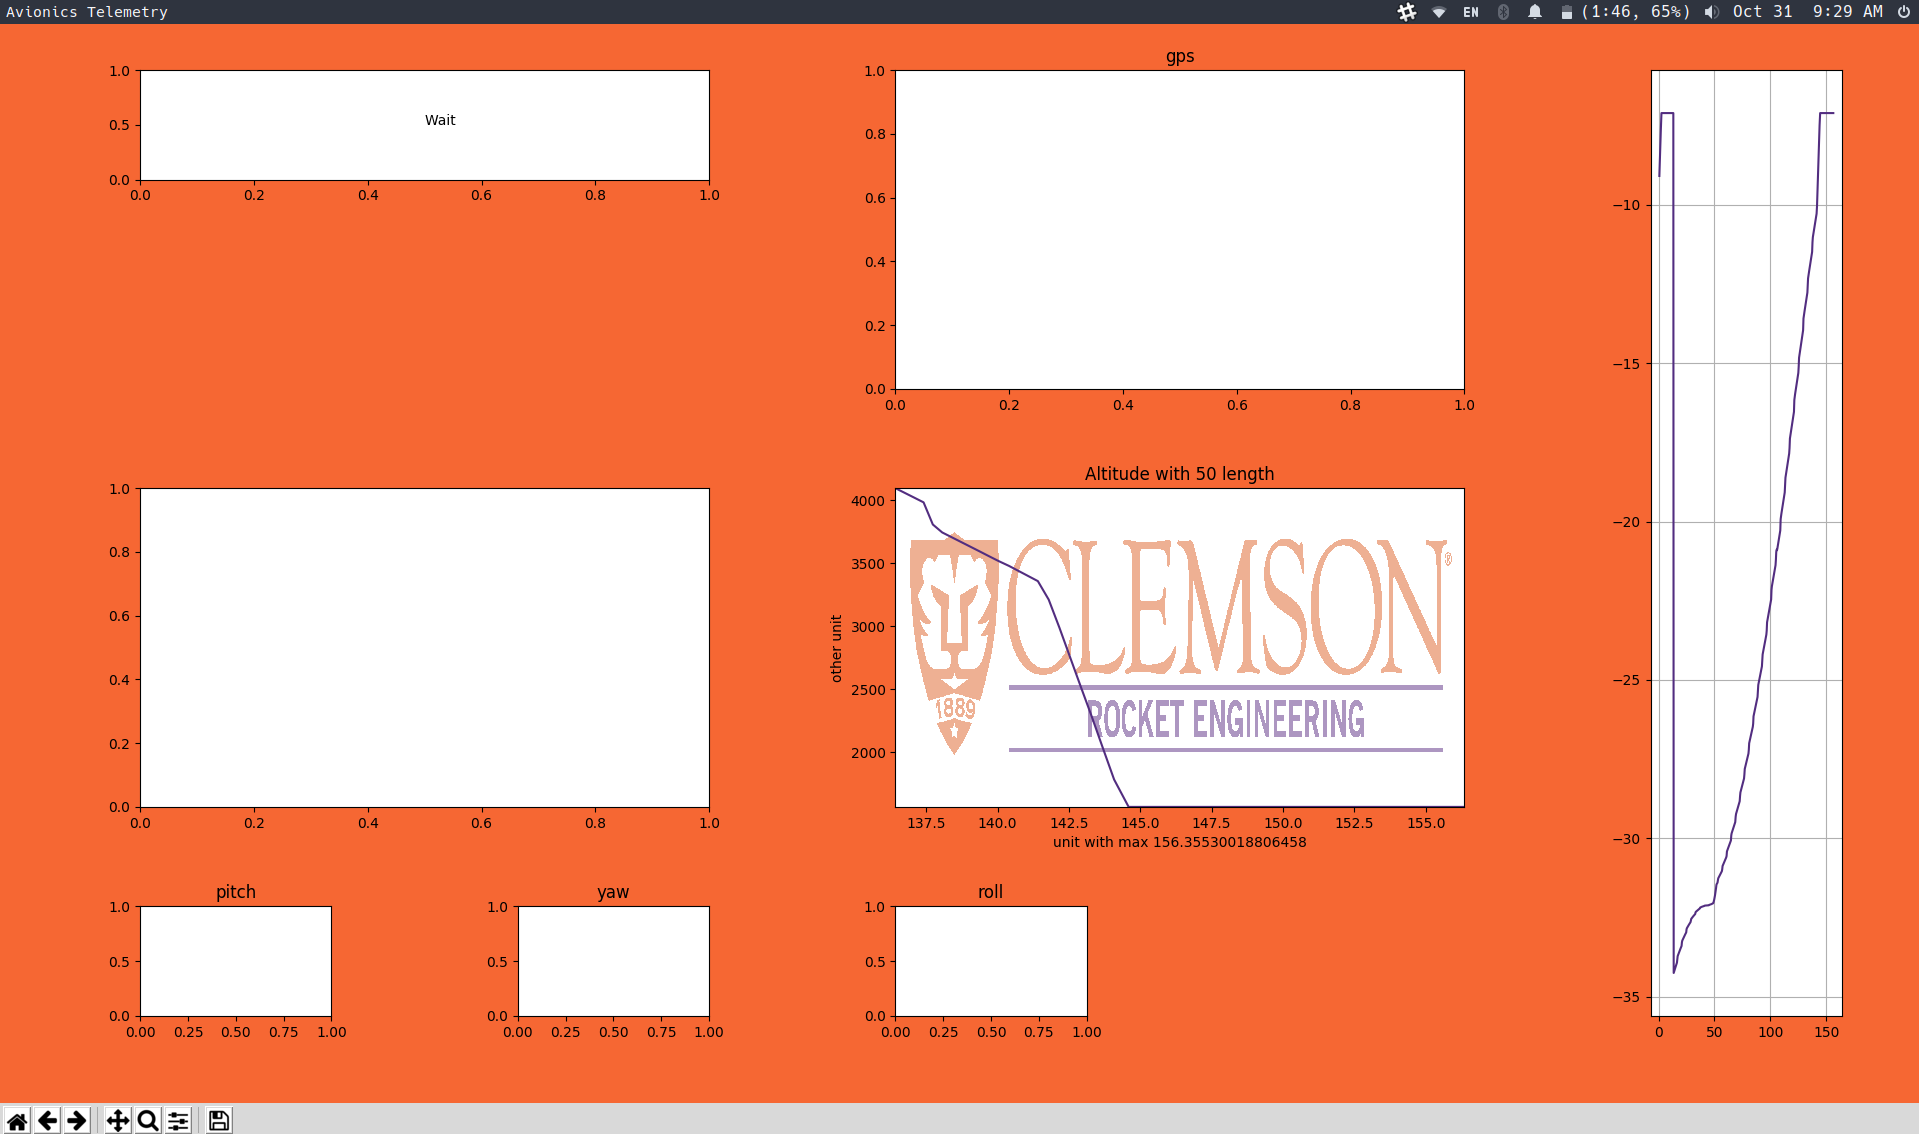 Avionics Telemetry
EN (1:46, 65%) Oct 31 9:29 AM
1.0
0.5
0.0
Wait
0.0 0.2 0.4 0.6 0.8 1.0
gps
1.0
0.8
0.6
0.4
0.2
0.0
0.0 0.2 0.4 0.6 0.8 1.0
−10
−15
−20
−25
−30
−35
0 50 100 150
1.0
0.8
0.6
0.4
0.2
0.0
0.0 0.2 0.4 0.6 0.8 1.0
Altitude with 50 length
other unit
4000
3500
3000
2500
2000
CLEMSON®
1889
ROCKET ENGINEERING
137.5 140.0 142.5 145.0 147.5 150.0 152.5 155.0
unit with max 156.35530018806458
pitch
1.0
0.5
0.0
0.00 0.25 0.50 0.75 1.00
yaw
1.0
0.5
0.0
0.00 0.25 0.50 0.75 1.00
roll
1.0
0.5
0.0
0.00 0.25 0.50 0.75 1.00